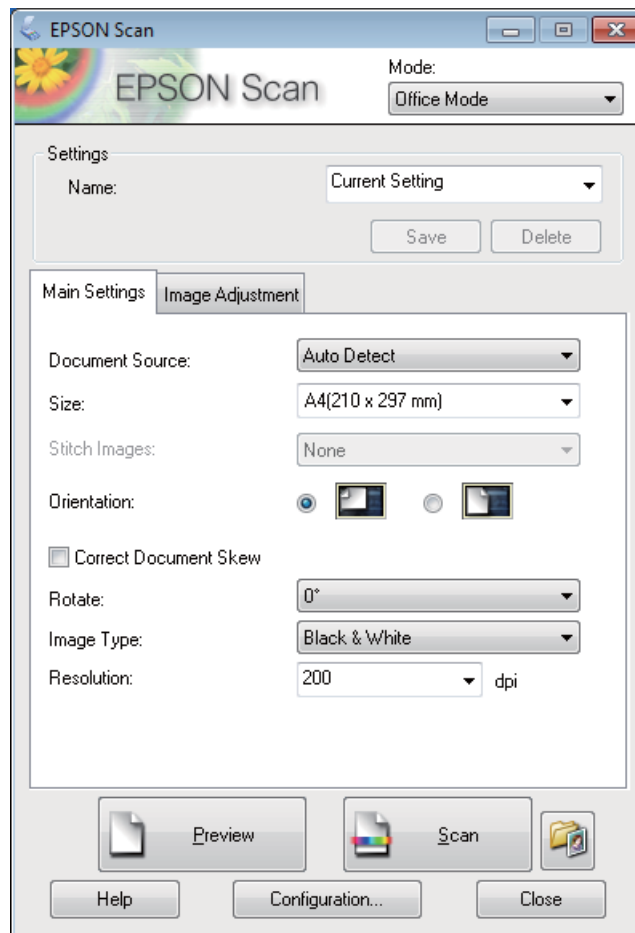 EPSON Scan
EPSON Scan
Mode:
Office Mode
Settings
Name:
Current Setting
Save
Delete
Main Settings
Image Adjustment
Document Source:
Auto Detect
Size:
A4(210 x 297 mm)
Stitch Images:
None
Orientation:
Correct Document Skew
Rotate:
0°
Image Type:
Black & White
Resolution:
200
dpi
Preview
Scan
Help
Configuration...
Close